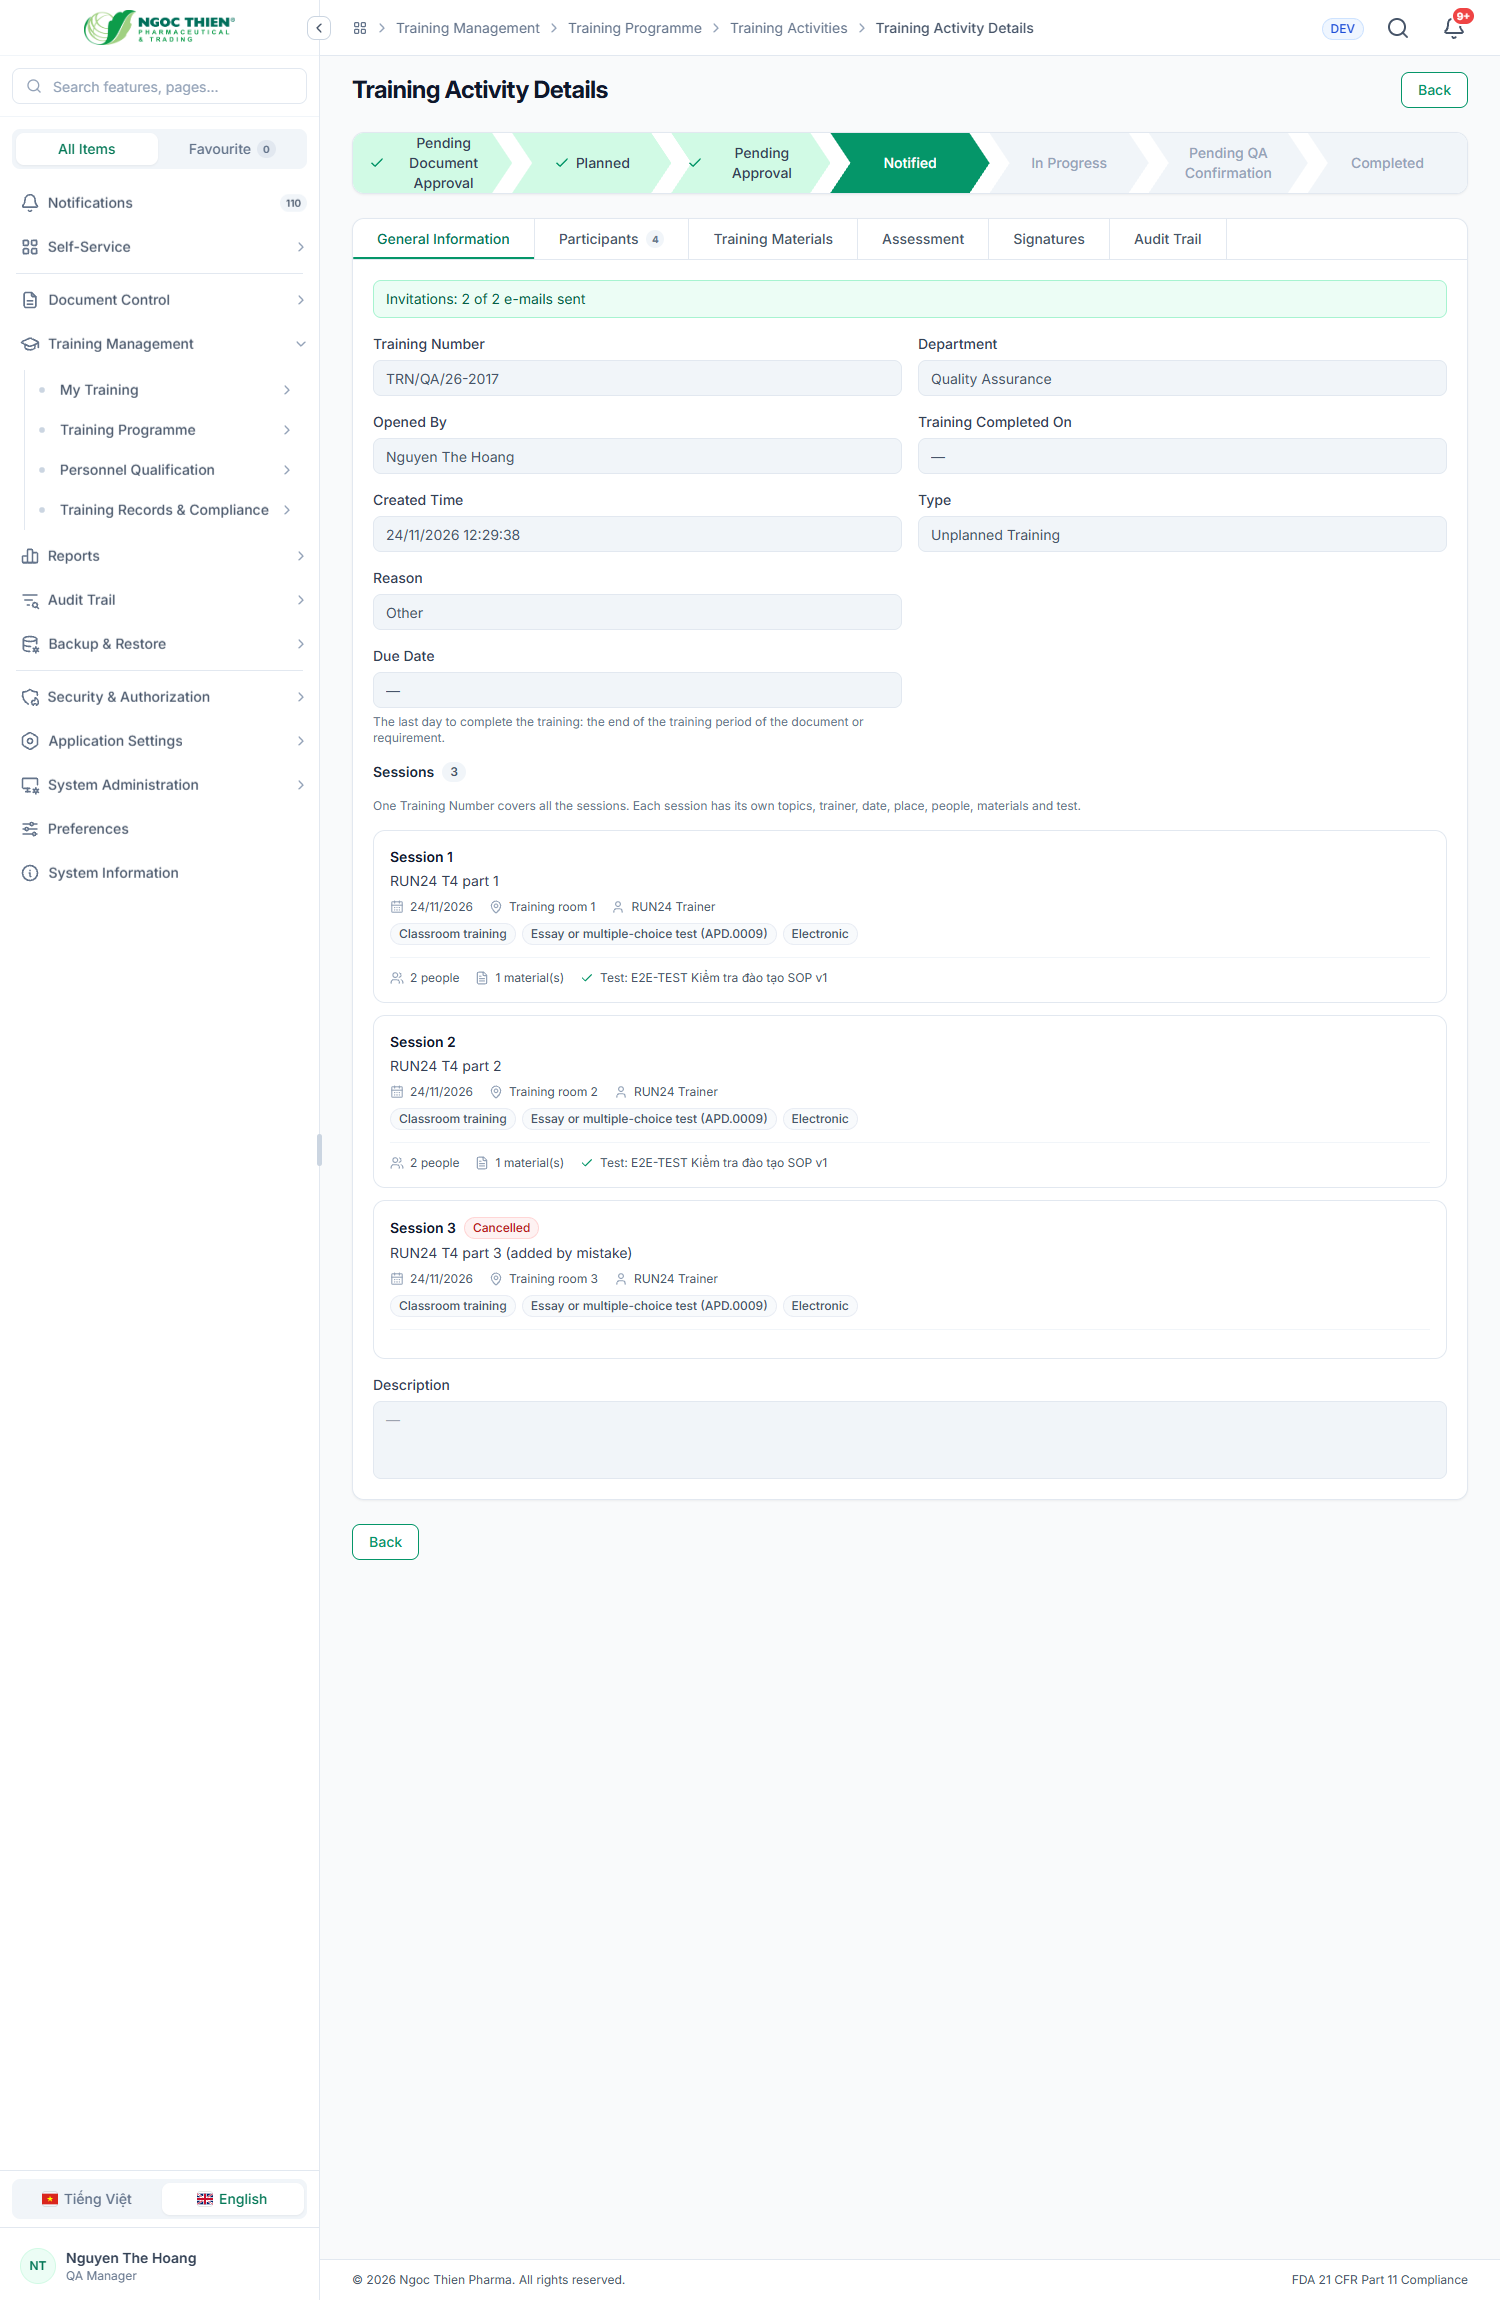 NGOC THIEN®
PHARMACEUTICAL
& TRADING
Search features, pages...
All Items
Favourite 0
Notifications 110
Self-Service
Document Control
Training Management
My Training
Training Programme
Personnel Qualification
Training Records & Compliance
Reports
Audit Trail
Backup & Restore
Security & Authorization
Application Settings
System Administration
Preferences
System Information
Tiếng Việt
English
NT
Nguyen The Hoang
QA Manager
Training Management
Training Programme
Training Activities
Training Activity Details
DEV
9+
Training Activity Details
Back
Pending
Document
Approval
Planned
Pending
Approval
Notified
In Progress
Pending QA
Confirmation
Completed
General Information
Participants 4
Training Materials
Assessment
Signatures
Audit Trail
Invitations: 2 of 2 e-mails sent
Training Number
TRN/QA/26-2017
Department
Quality Assurance
Opened By
Nguyen The Hoang
Training Completed On
—
Created Time
24/11/2026 12:29:38
Type
Unplanned Training
Reason
Other
Due Date
—
The last day to complete the training: the end of the training period of the document or
requirement.
Sessions 3
One Training Number covers all the sessions. Each session has its own topics, trainer, date, place, people, materials and test.
Session 1
RUN24 T4 part 1
24/11/2026 Training room 1 RUN24 Trainer
Classroom training Essay or multiple-choice test (APD.0009) Electronic
2 people 1 material(s) Test: E2E-TEST Kiểm tra đào tạo SOP v1
Session 2
RUN24 T4 part 2
24/11/2026 Training room 2 RUN24 Trainer
Classroom training Essay or multiple-choice test (APD.0009) Electronic
2 people 1 material(s) Test: E2E-TEST Kiểm tra đào tạo SOP v1
Session 3 Cancelled
RUN24 T4 part 3 (added by mistake)
24/11/2026 Training room 3 RUN24 Trainer
Classroom training Essay or multiple-choice test (APD.0009) Electronic
Description
—
Back
© 2026 Ngoc Thien Pharma. All rights reserved.
FDA 21 CFR Part 11 Compliance